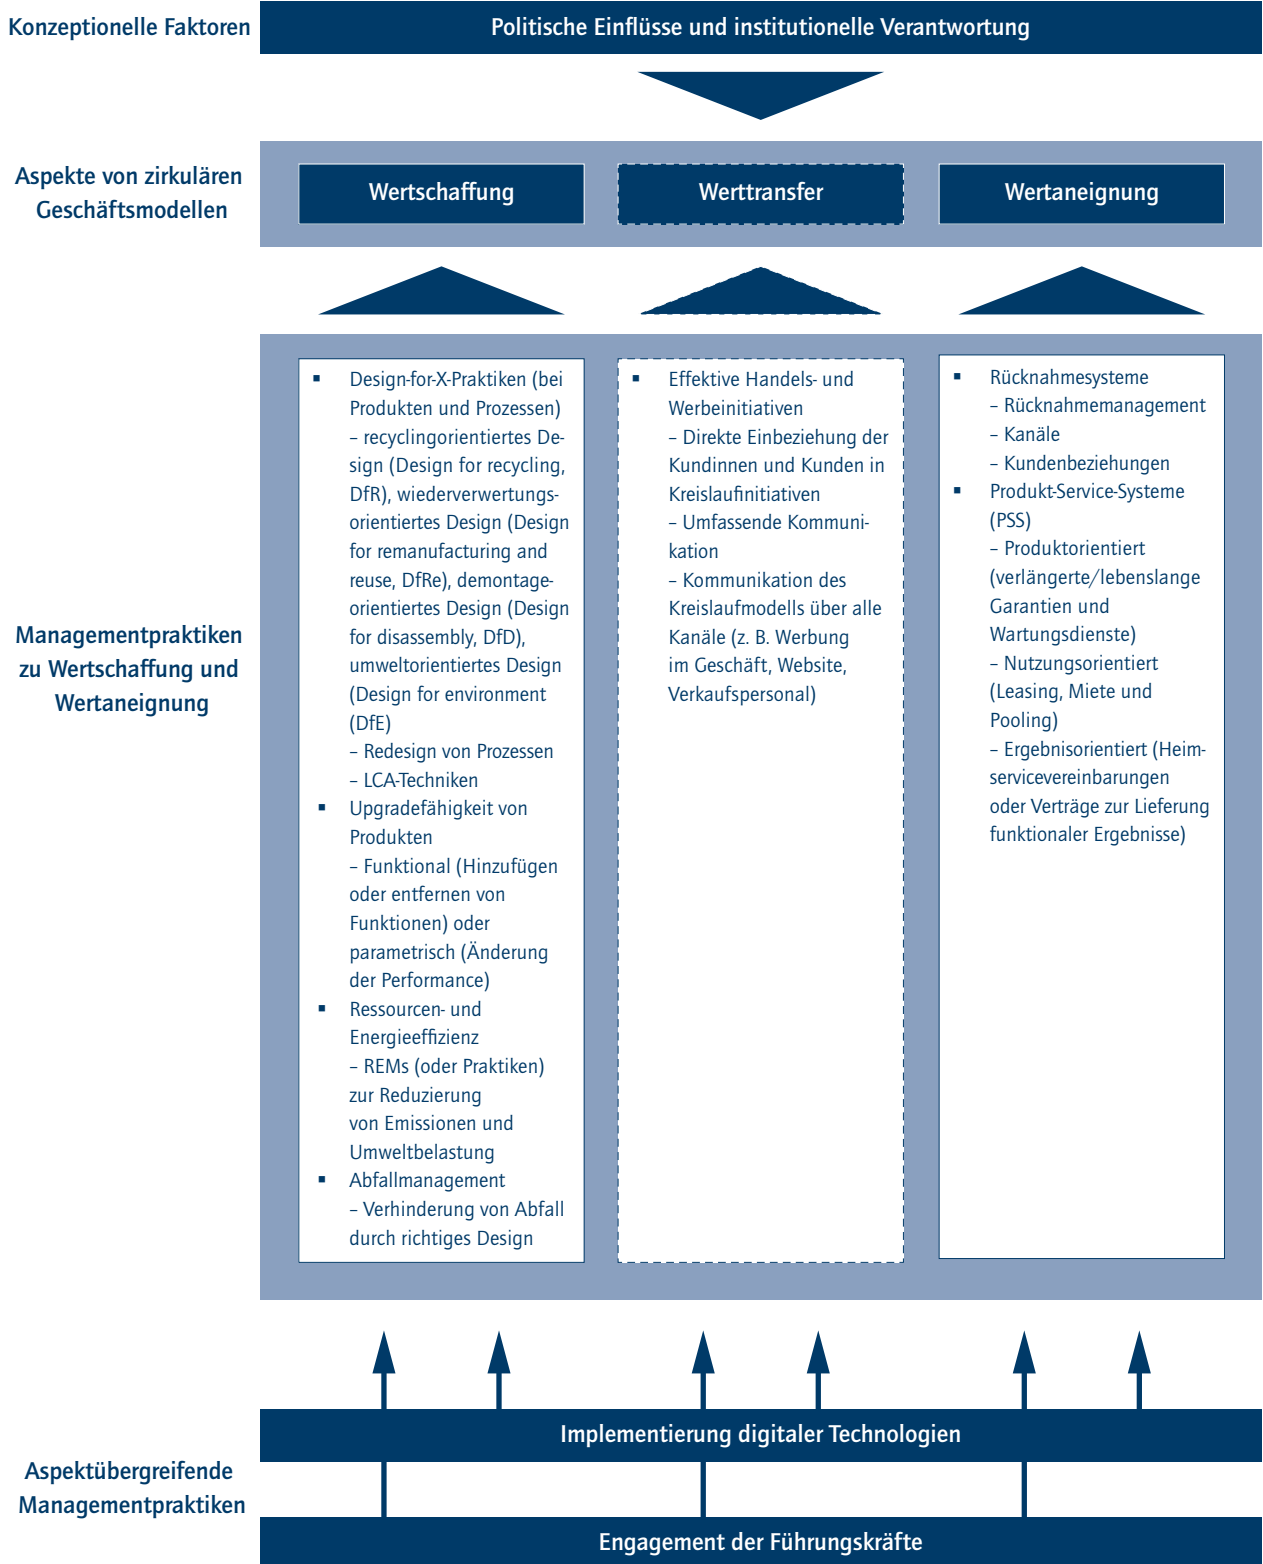 Konzeptionelle Faktoren
Politische Einflüsse und institutionelle Verantwortung
Aspekte von zirkulären
Geschäftsmodellen
Wertschaffung
Werttransfer
Wertaneignung
Managementpraktiken
zu Wertschaffung und
Wertaneignung
▪ Design-for-X-Praktiken (bei
Produkten und Prozessen)
– recyclingorientiertes De-
sign (Design for recycling,
DfR), wiederverwertungs-
orientiertes Design (Design
for remanufacturing and
reuse, DfRe), demontage-
orientiertes Design (Design
for disassembly, DfD),
umweltorientiertes Design
(Design for environment
(DfE)
– Redesign von Prozessen
– LCA-Techniken
▪ Upgradefähigkeit von
Produkten
– Funktional (Hinzufügen
oder entfernen von
Funktionen) oder
parametrisch (Änderung
der Performance)
▪ Ressourcen- und
Energieeffizienz
– REMs (oder Praktiken)
zur Reduzierung
von Emissionen und
Umweltbelastung
▪ Abfallmanagement
– Verhinderung von Abfall
durch richtiges Design
▪ Effektive Handels- und
Werbeinitiativen
– Direkte Einbeziehung der
Kundinnen und Kunden in
Kreislaufinitiativen
– Umfassende Kommuni-
kation
– Kommunikation des
Kreislaufmodells über alle
Kanäle (z. B. Werbung
im Geschäft, Website,
Verkaufspersonal)
▪ Rücknahmesysteme
– Rücknahmemanagement
– Kanäle
– Kundenbeziehungen
▪ Produkt-Service-Systeme
(PSS)
– Produktorientiert
(verlängerte/lebenslange
Garantien und
Wartungsdienste)
– Nutzungsorientiert
(Leasing, Miete und
Pooling)
– Ergebnisorientiert (Heim-
servicevereinbarungen
oder Verträge zur Lieferung
funktionaler Ergebnisse)
Aspektübergreifende
Managementpraktiken
Implementierung digitaler Technologien
Engagement der Führungskräfte